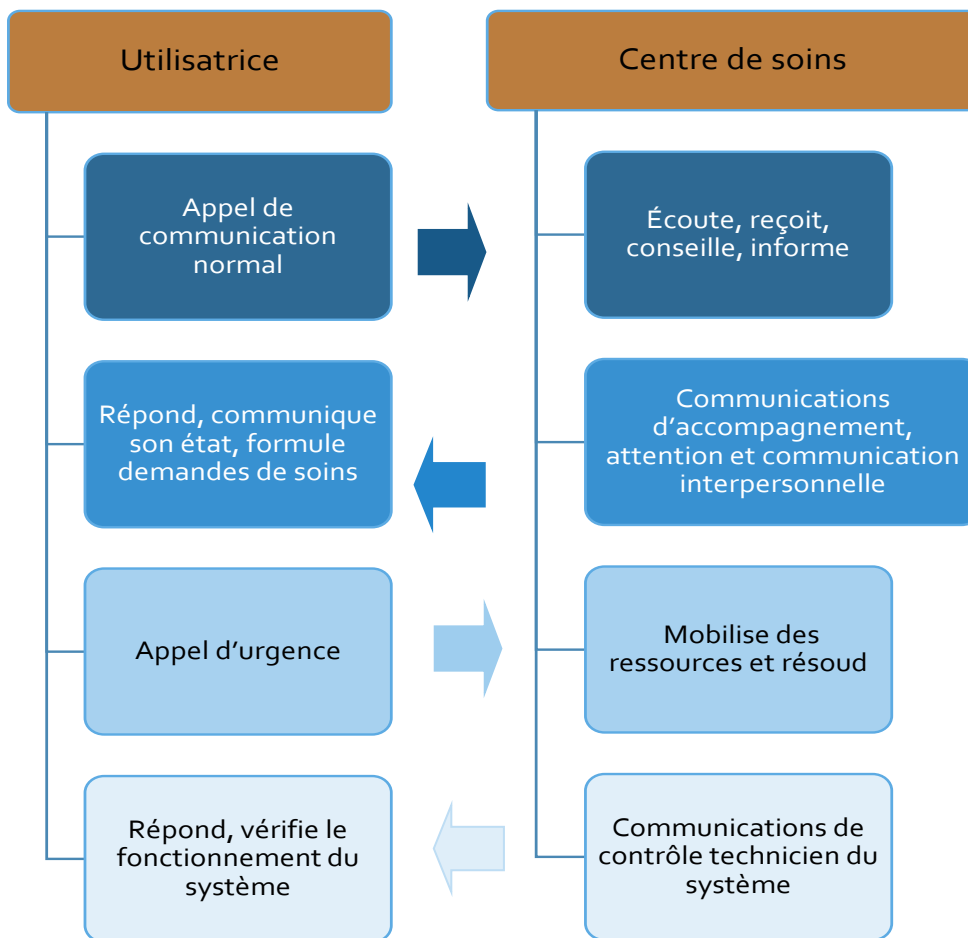 Utilisatrice
Centre de soins
Appel de
communication
normal
Écoute, reçoit,
conseille, informe
Répond, communique
son état, formule
demandes de soins
Communications
d’accompagnement,
attention et communication
interpersonnelle
Appel d’urgence
Mobilise des
ressources et résoud
Répond, vérifie le
fonctionnement du
système
Communications de
contrôle technicien du
système